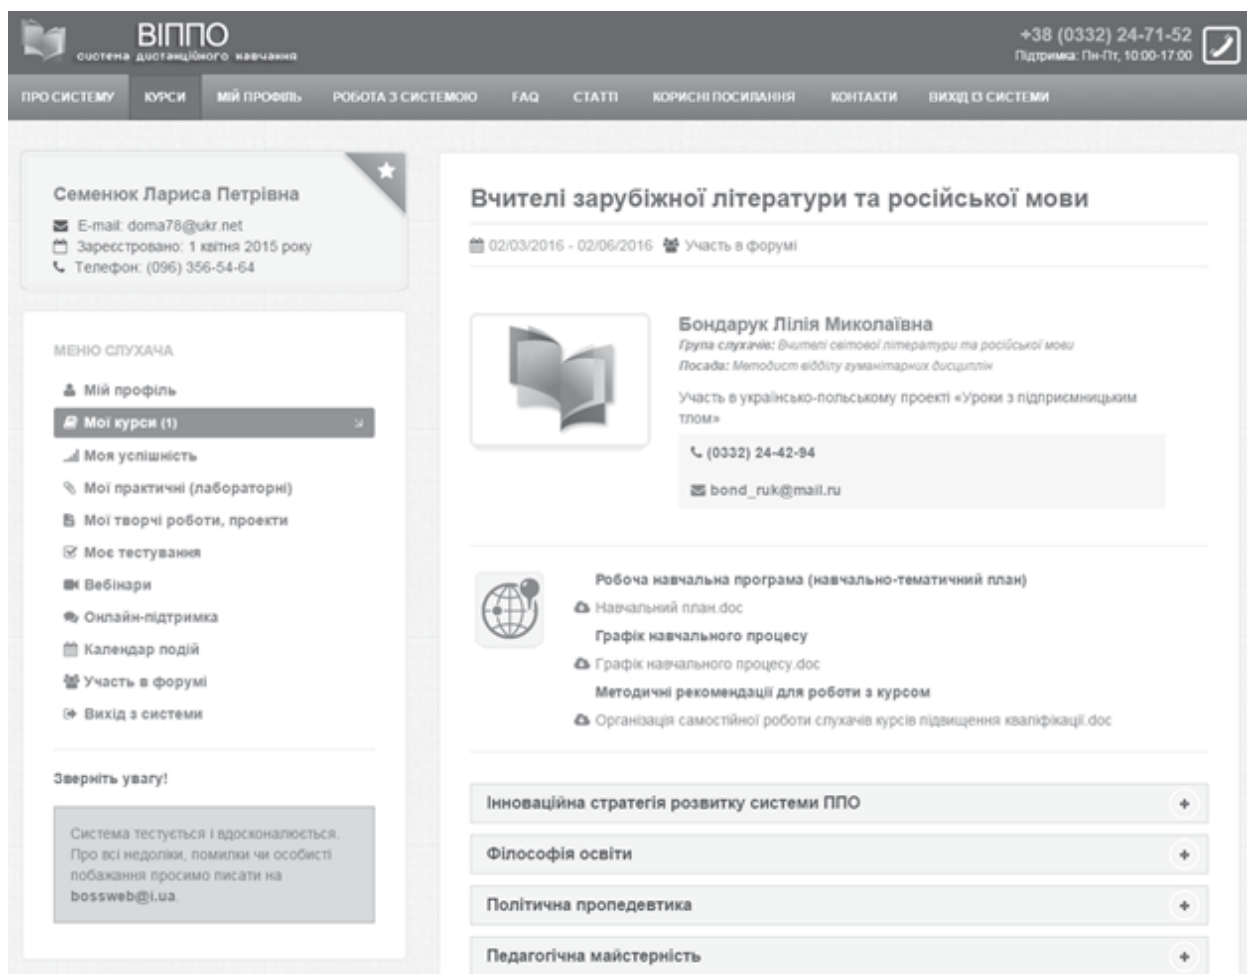 ВІППО
система дистанційного навчання
+38 (0332) 24-71-52
Підтримка: Пн-Пт, 10:00-17:00
ПРО СИСТЕМУ КУРСИ МІЙ ПРОФІЛЬ РОБОТА З СИСТЕМОЮ FAQ СТАТТІ КОРИСНІ ПОСИЛАННЯ КОНТАКТИ ВИХІД ІЗ СИСТЕМИ
Семенюк Лариса Петрівна
E-mail: doma78@ukr.net
Зареєстровано: 1 квітня 2015 року
Телефон: (096) 356-54-64
МЕНЮ СЛУХАЧА
Мій профіль
Мої курси (1)
Моя успішність
Мої практичні (лабораторні)
Мої творчі роботи, проекти
Моє тестування
Вебінари
Онлайн-підтримка
Календар подій
Участь в форумі
Вихід з системи
Зверніть увагу!
Система тестується і вдосконалюється.
Про всі недоліки, помилки чи особисті
побажання просимо писати на
bossweb@i.ua.
Вчителі зарубіжної літератури та російської мови
02/03/2016 - 02/06/2016 Участь в форумі
Бондарук Лілія Миколаївна
Група слухачів: Вчителі світової літератури та російської мови
Посада: Методист відділу гуманітарних дисциплін
Участь в українсько-польському проекті «Уроки з підприємницьким
тлом»
(0332) 24-42-94
bond_ruk@mail.ru
Робоча навчальна програма (навчально-тематичний план)
Навчальний план.doc
Графік навчального процесу
Графік навчального процесу.doc
Методичні рекомендації для роботи з курсом
Організація самостійної роботи слухачів курсів підвищення кваліфікації.doc
Інноваційна стратегія розвитку системи ППО
Філософія освіти
Політична пропедевтика
Педагогічна майстерність